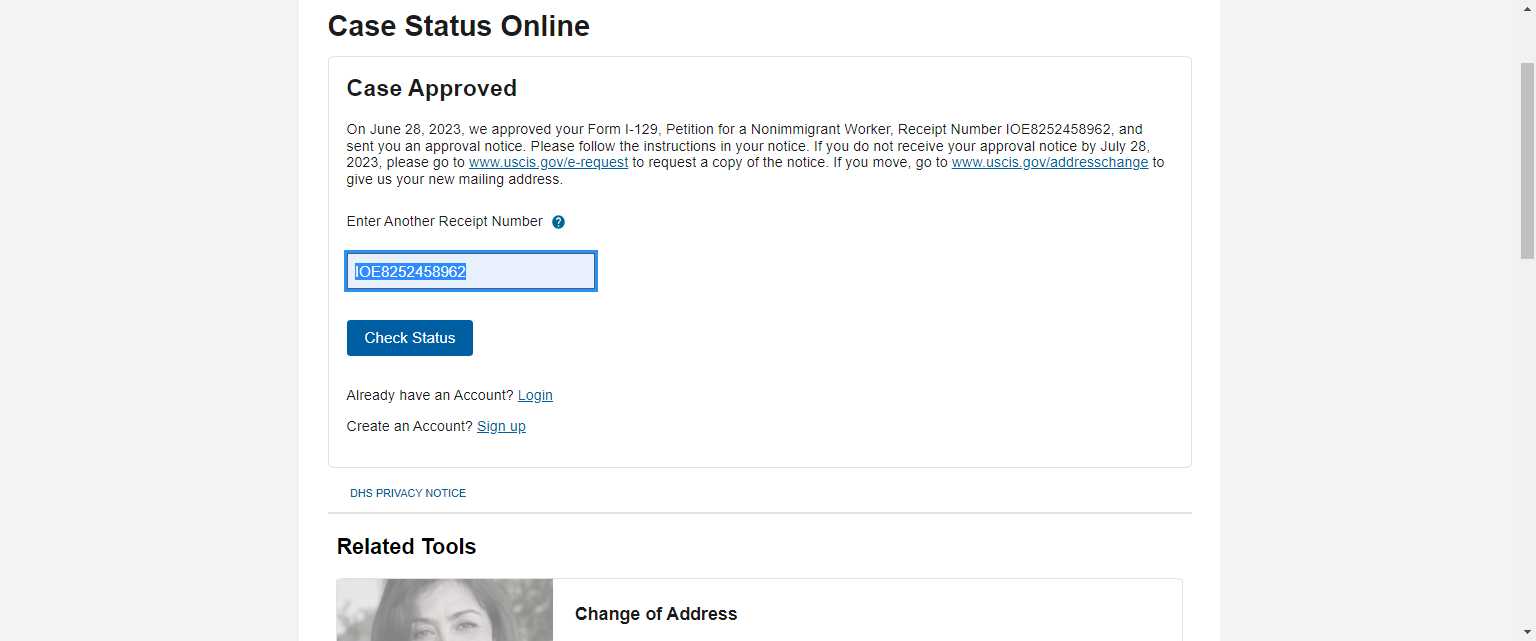 Case Status Online
Case Approved
On June 28, 2023, we approved your Form I-129, Petition for a Nonimmigrant Worker, Receipt Number IOE8252458962, and
sent you an approval notice. Please follow the instructions in your notice. If you do not receive your approval notice by July 28,
2023, please go to www.uscis.gov/e-request to request a copy of the notice. If you move, go to www.uscis.gov/addresschange to
give us your new mailing address.
Enter Another Receipt Number ?
IOE8252458962
Check Status
Already have an Account? Login
Create an Account? Sign up
DHS PRIVACY NOTICE
Related Tools
Change of Address